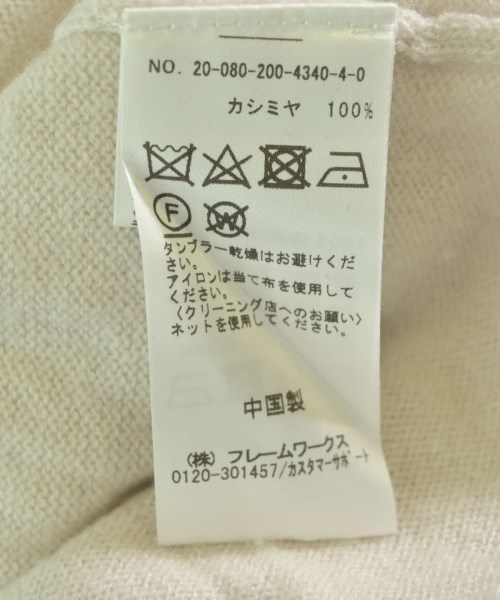 NO. 20-080-200-4340-4-0
カシミヤ 100%
F
W
タンブラー乾燥はお避けくだ
さい。
アイロンは当て布を使用して
ください。
〈クリーニング店へのお願い〉
ネットを使用してください。
中国製
(株) フレームワークス
0120-301457/カスタマーサポート